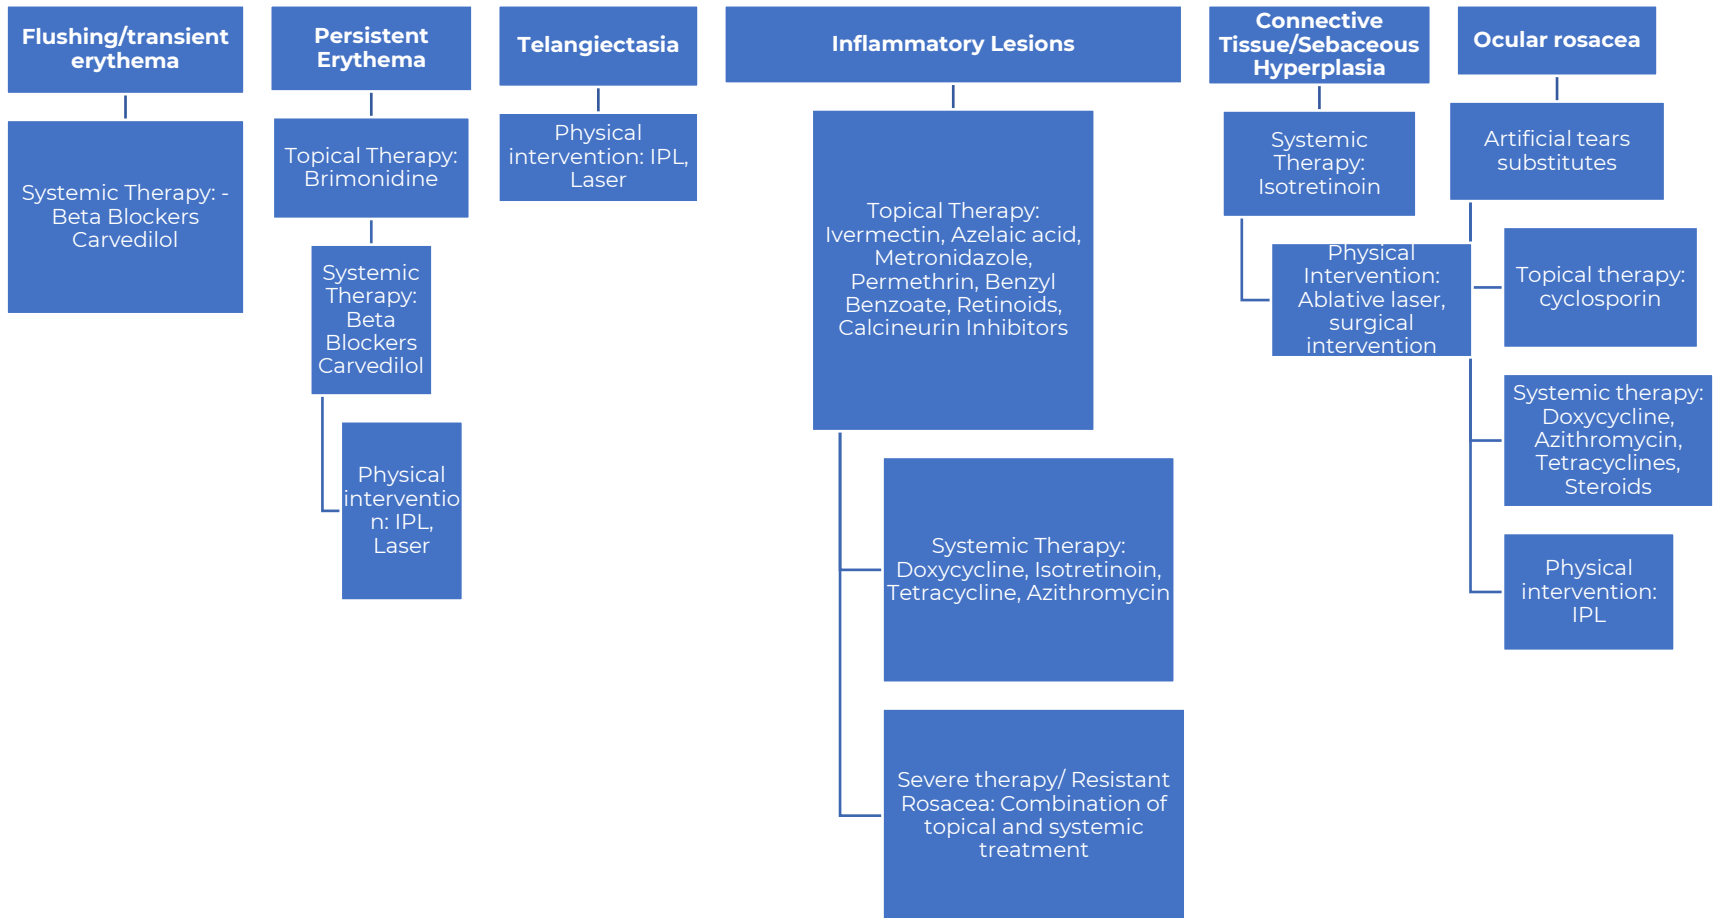 Flushing/transient
erythema
Systemic Therapy: -
Beta Blockers
Carvedilol
Persistent
Erythema
Topical Therapy:
Brimonidine
Systemic
Therapy:
Beta
Blockers
Carvedilol
Physical
interventio
n: IPL,
Laser
Telangiectasia
Physical
intervention: IPL,
Laser
Inflammatory Lesions
Topical Therapy:
Ivermectin, Azelaic acid,
Metronidazole,
Permethrin, Benzyl
Benzoate, Retinoids,
Calcineurin Inhibitors
Systemic Therapy:
Doxycycline, Isotretinoin,
Tetracycline, Azithromycin
Severe therapy/ Resistant
Rosacea: Combination of
topical and systemic
treatment
Connective
Tissue/Sebaceous
Hyperplasia
Systemic
Therapy:
Isotretinoin
Physical
Intervention:
Ablative laser,
surgical
intervention
Ocular rosacea
Artificial tears
substitutes
Topical therapy:
cyclosporin
Systemic therapy:
Doxycycline,
Azithromycin,
Tetracyclines,
Steroids
Physical
intervention:
IPL